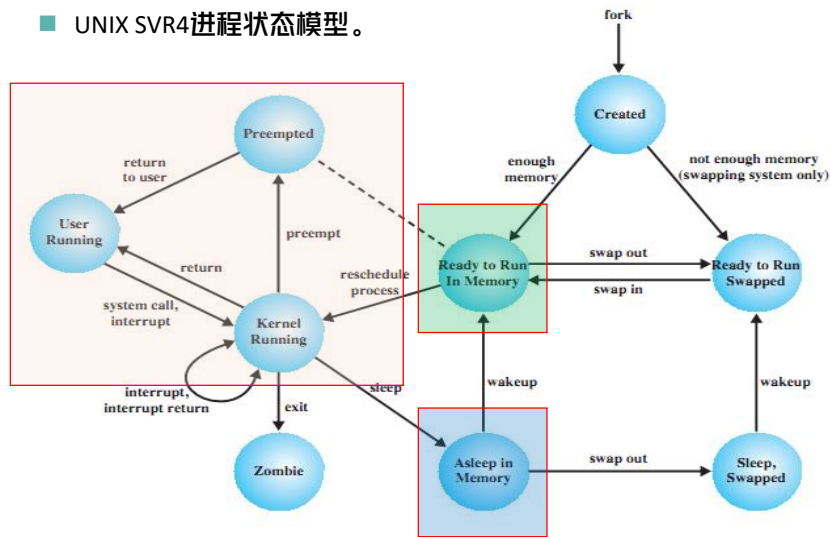 UNIX SVR4进程状态模型。
fork
Created
Preempted
enough
memory
not enough memory
(swapping system only)
return
to user
User
Running
preempt
return
reschedule
process
Ready to Run
In Memory
swap out
swap in
Ready to Run
Swapped
system call,
interrupt
Kernel
Running
interrupt,
interrupt return
sleep
exit
wakeup
wakeup
Zombie
Asleep in
Memory
swap out
Sleep,
Swapped